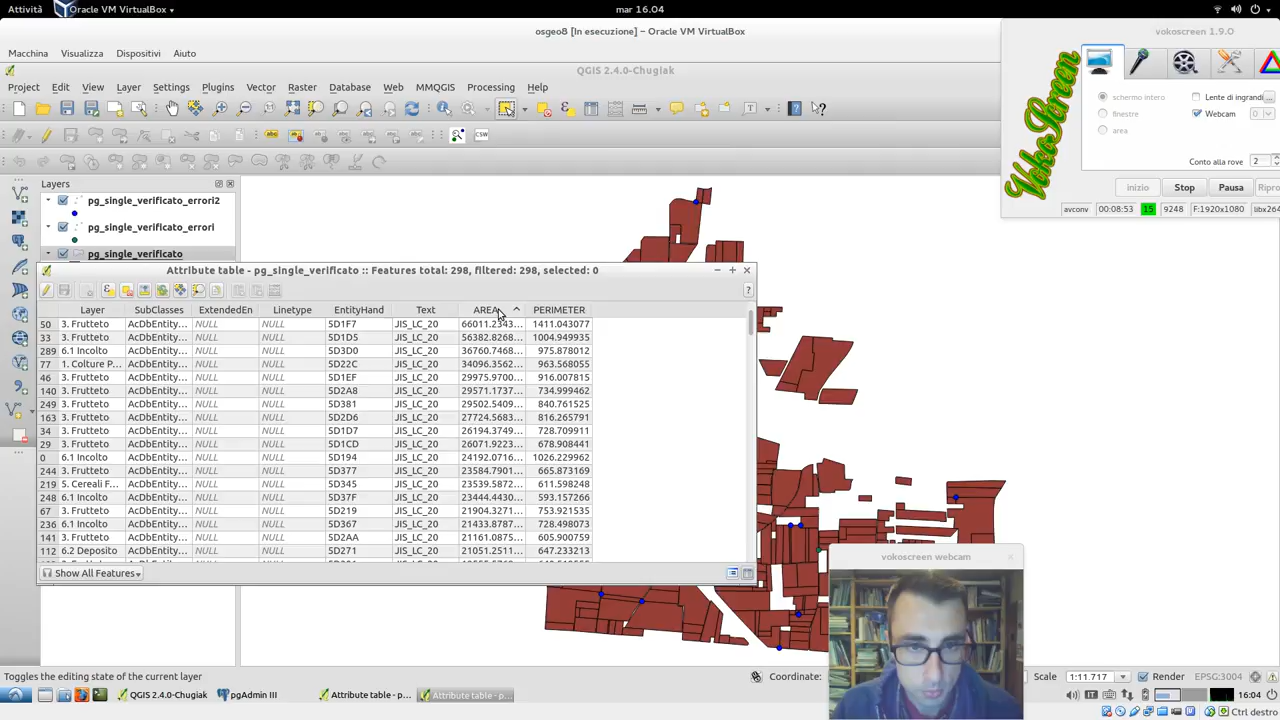 Attività Oracle VM VirtualBox mar 16.04
osgeo8 [In esecuzione] — Oracle VM VirtualBox
Macchina Visualizza Dispositivi Aiuto
QGIS 2.4.0-Chugiak
Project Edit View Layer Settings Plugins Vector Raster Database Web MMQGIS Processing Help
vokoscreen 1.9.0
VokoScreen
schermo intero
finestre
area
Lente di ingrandi...
Webcam 0
Conto alla rove 2
inizio Stop Pausa Ripro
avconv 00:08:53 15 9248 F:1920x1080 libx264
abc CSW
Layers
pg_single_verificato_errori2
pg_single_verificato_errorI
pg_single_verificato
Attribute table - pg_single_verificato :: Features total: 298, filtered: 298, selected: 0
Layer SubClasses ExtendedEn Linetype EntityHand Text AREA PERIMETER
50 3. Frutteto AcDbEntity... NULL NULL 5D1F7 JIS_LC_20 66011.2343... 1411.043077
33 3. Frutteto AcDbEntity... NULL NULL 5D1D5 JIS_LC_20 56382.8268... 1004.949935
289 6.1 Incolto AcDbEntity... NULL NULL 5D3D0 JIS_LC_20 36760.7468... 975.878012
77 1. Colture P... AcDbEntity... NULL NULL 5D22C JIS_LC_20 34096.3562... 963.568055
46 3. Frutteto AcDbEntity... NULL NULL 5D1EF JIS_LC_20 29975.9700... 916.007815
140 3. Frutteto AcDbEntity... NULL NULL 5D2A8 JIS_LC_20 29571.1737... 734.999462
249 3. Frutteto AcDbEntity... NULL NULL 5D381 JIS_LC_20 29502.5409... 840.761525
163 3. Frutteto AcDbEntity... NULL NULL 5D2D6 JIS_LC_20 27724.5683... 816.265791
34 3. Frutteto AcDbEntity... NULL NULL 5D1D7 JIS_LC_20 26194.3749... 728.709911
29 3. Frutteto AcDbEntity... NULL NULL 5D1CD JIS_LC_20 26071.9223... 678.908441
0 6.1 Incolto AcDbEntity... NULL NULL 5D194 JIS_LC_20 24192.0716... 1026.229962
244 3. Frutteto AcDbEntity... NULL NULL 5D377 JIS_LC_20 23584.7901... 665.873169
219 5. Cereali F... AcDbEntity... NULL NULL 5D345 JIS_LC_20 23539.5872... 611.598248
248 6.1 Incolto AcDbEntity... NULL NULL 5D37F JIS_LC_20 23444.4430... 593.157266
67 3. Frutteto AcDbEntity... NULL NULL 5D219 JIS_LC_20 21904.3271... 753.921535
236 6.1 Incolto AcDbEntity... NULL NULL 5D367 JIS_LC_20 21433.8787... 728.498073
141 3. Frutteto AcDbEntity... NULL NULL 5D2AA JIS_LC_20 21161.0875... 605.900759
112 6.2 Deposito AcDbEntity... NULL NULL 5D271 JIS_LC_20 21051.2511... 647.233213
Show All Features
vokoscreen webcam
Toggles the editing state of the current layer Coordinate: Scale 1:11.717 Render EPSG:3004
QGIS 2.4.0-Chugiak pgAdmin III Attribute table - p... Attribute table - p... IT 16:04
Ctrl destro